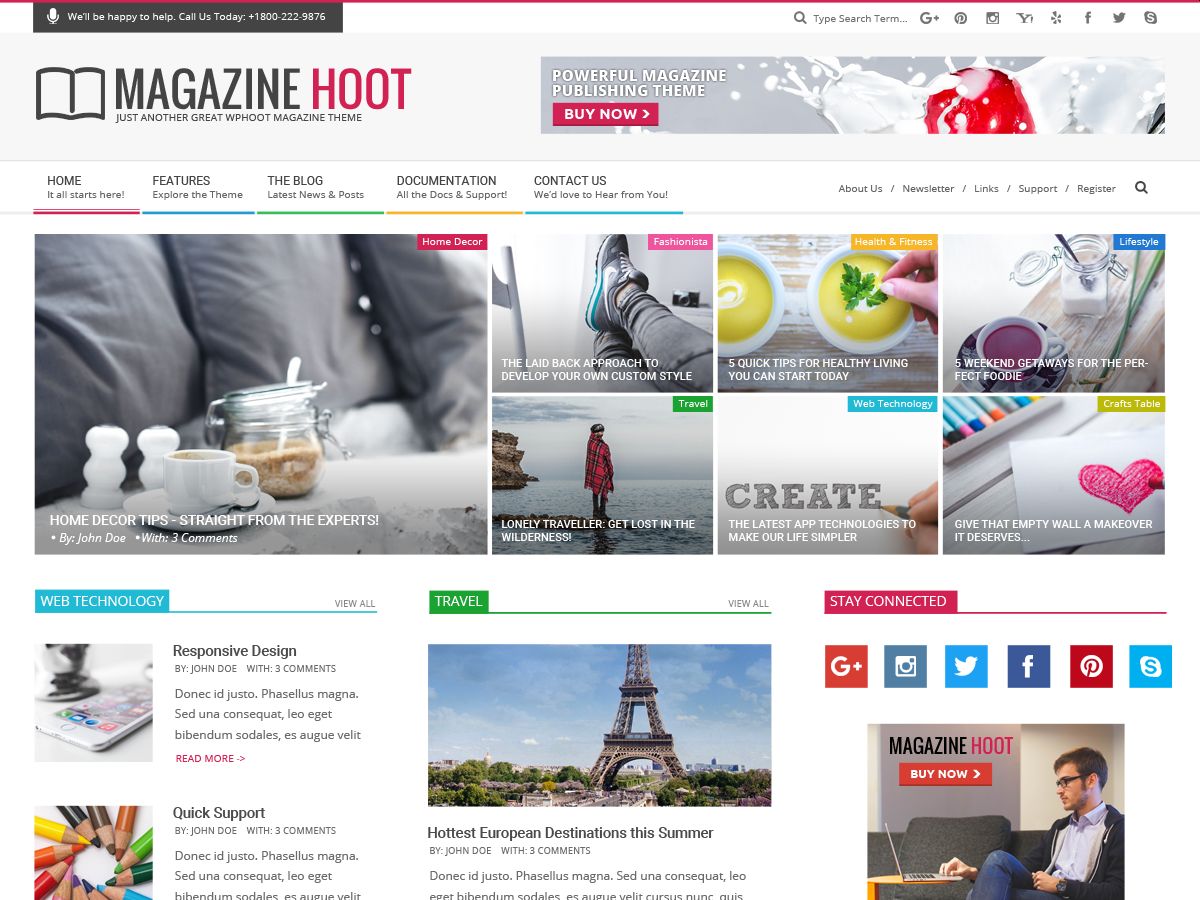 We'll be happy to help. Call Us Today: +1800-222-9876
Type Search Term...
MAGAZINE HOOT
JUST ANOTHER GREAT WPHOOT MAGAZINE THEME
POWERFUL MAGAZINE
PUBLISHING THEME
BUY NOW >
HOME
It all starts here!
FEATURES
Explore the Theme
THE BLOG
Latest News & Posts
DOCUMENTATION
All the Docs & Support!
CONTACT US
We'd love to Hear from You!
About Us / Newsletter / Links / Support / Register
Home Decor
HOME DECOR TIPS - STRAIGHT FROM THE EXPERTS!
• By: John Doe •With: 3 Comments
Fashionista
THE LAID BACK APPROACH TO
DEVELOP YOUR OWN CUSTOM STYLE
Health & Fitness
5 QUICK TIPS FOR HEALTHY LIVING
YOU CAN START TODAY
Lifestyle
5 WEEKEND GETAWAYS FOR THE PER-
FECT FOODIE
Travel
LONELY TRAVELLER: GET LOST IN THE
WILDERNESS!
Web Technology
CREATE
THE LATEST APP TECHNOLOGIES TO
MAKE OUR LIFE SIMPLER
Crafts Table
GIVE THAT EMPTY WALL A MAKEOVER
IT DESERVES...
WEB TECHNOLOGY
VIEW ALL
Responsive Design
BY: JOHN DOE WITH: 3 COMMENTS
Donec id justo. Phasellus magna.
Sed una consequat, leo eget
bibendum sodales, es augue velit
READ MORE ->
Quick Support
BY: JOHN DOE WITH: 3 COMMENTS
Donec id justo. Phasellus magna.
Sed una consequat, leo eget
bibendum sodales, es augue velit
TRAVEL
VIEW ALL
Hottest European Destinations this Summer
BY: JOHN DOE WITH: 3 COMMENTS
Donec id justo. Phasellus magna. Sed una consequat, leo
eget bibendum sodales, es augue velit cursus nunc, quis
STAY CONNECTED
MAGAZINE HOOT
BUY NOW >